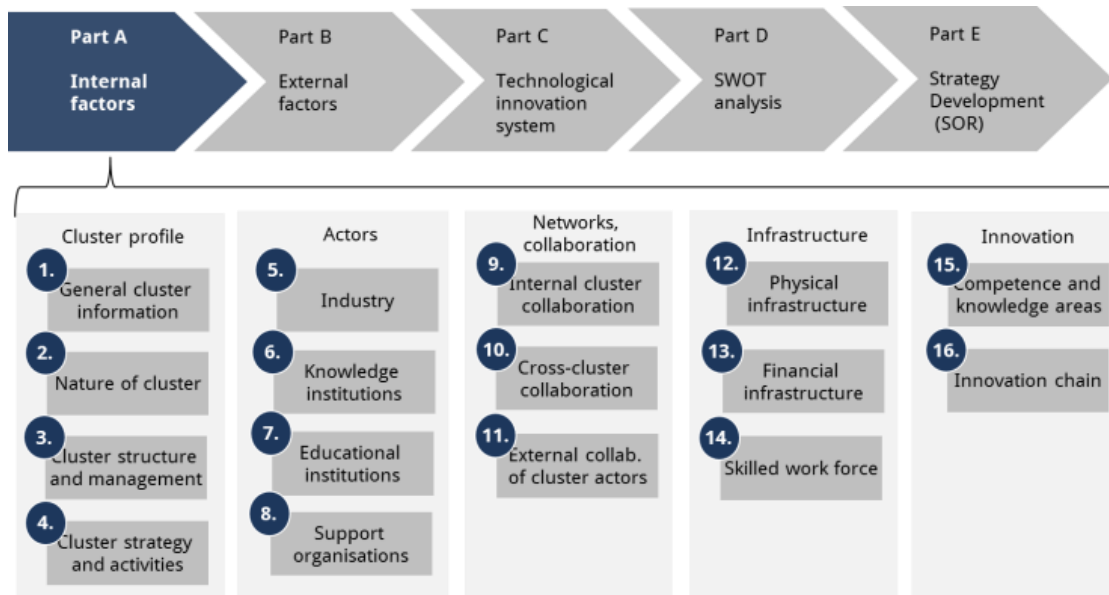 Part A
Internal
factors
Part B
External
factors
Part C
Technological
innovation
system
Part D
SWOT
analysis
Part E
Strategy
Development
(SOR)
Cluster profile
1.
General cluster
information
2.
Nature of cluster
3.
Cluster structure
and management
4.
Cluster strategy
and activities
Actors
5.
Industry
6.
Knowledge
institutions
7.
Educational
institutions
8.
Support
organisations
Networks,
collaboration
9.
Internal cluster
collaboration
10.
Cross-cluster
collaboration
11.
External collab.
of cluster actors
Infrastructure
12.
Physical
infrastructure
13.
Financial
infrastructure
14.
Skilled work force
Innovation
15.
Competence and
knowledge areas
16.
Innovation chain